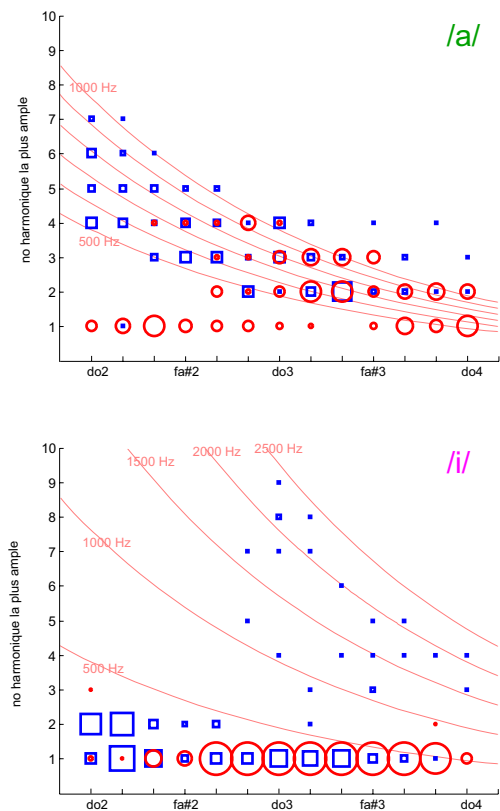 /a/
10
9
8
7
6
5
4
3
2
1
no harmonique la plus ample
1000 Hz
500 Hz
do2 fa#2 do3 fa#3 do4
/i/
10
9
8
7
6
5
4
3
2
1
no harmonique la plus ample
2500 Hz
2000 Hz
1500 Hz
1000 Hz
500 Hz
do2 fa#2 do3 fa#3 do4